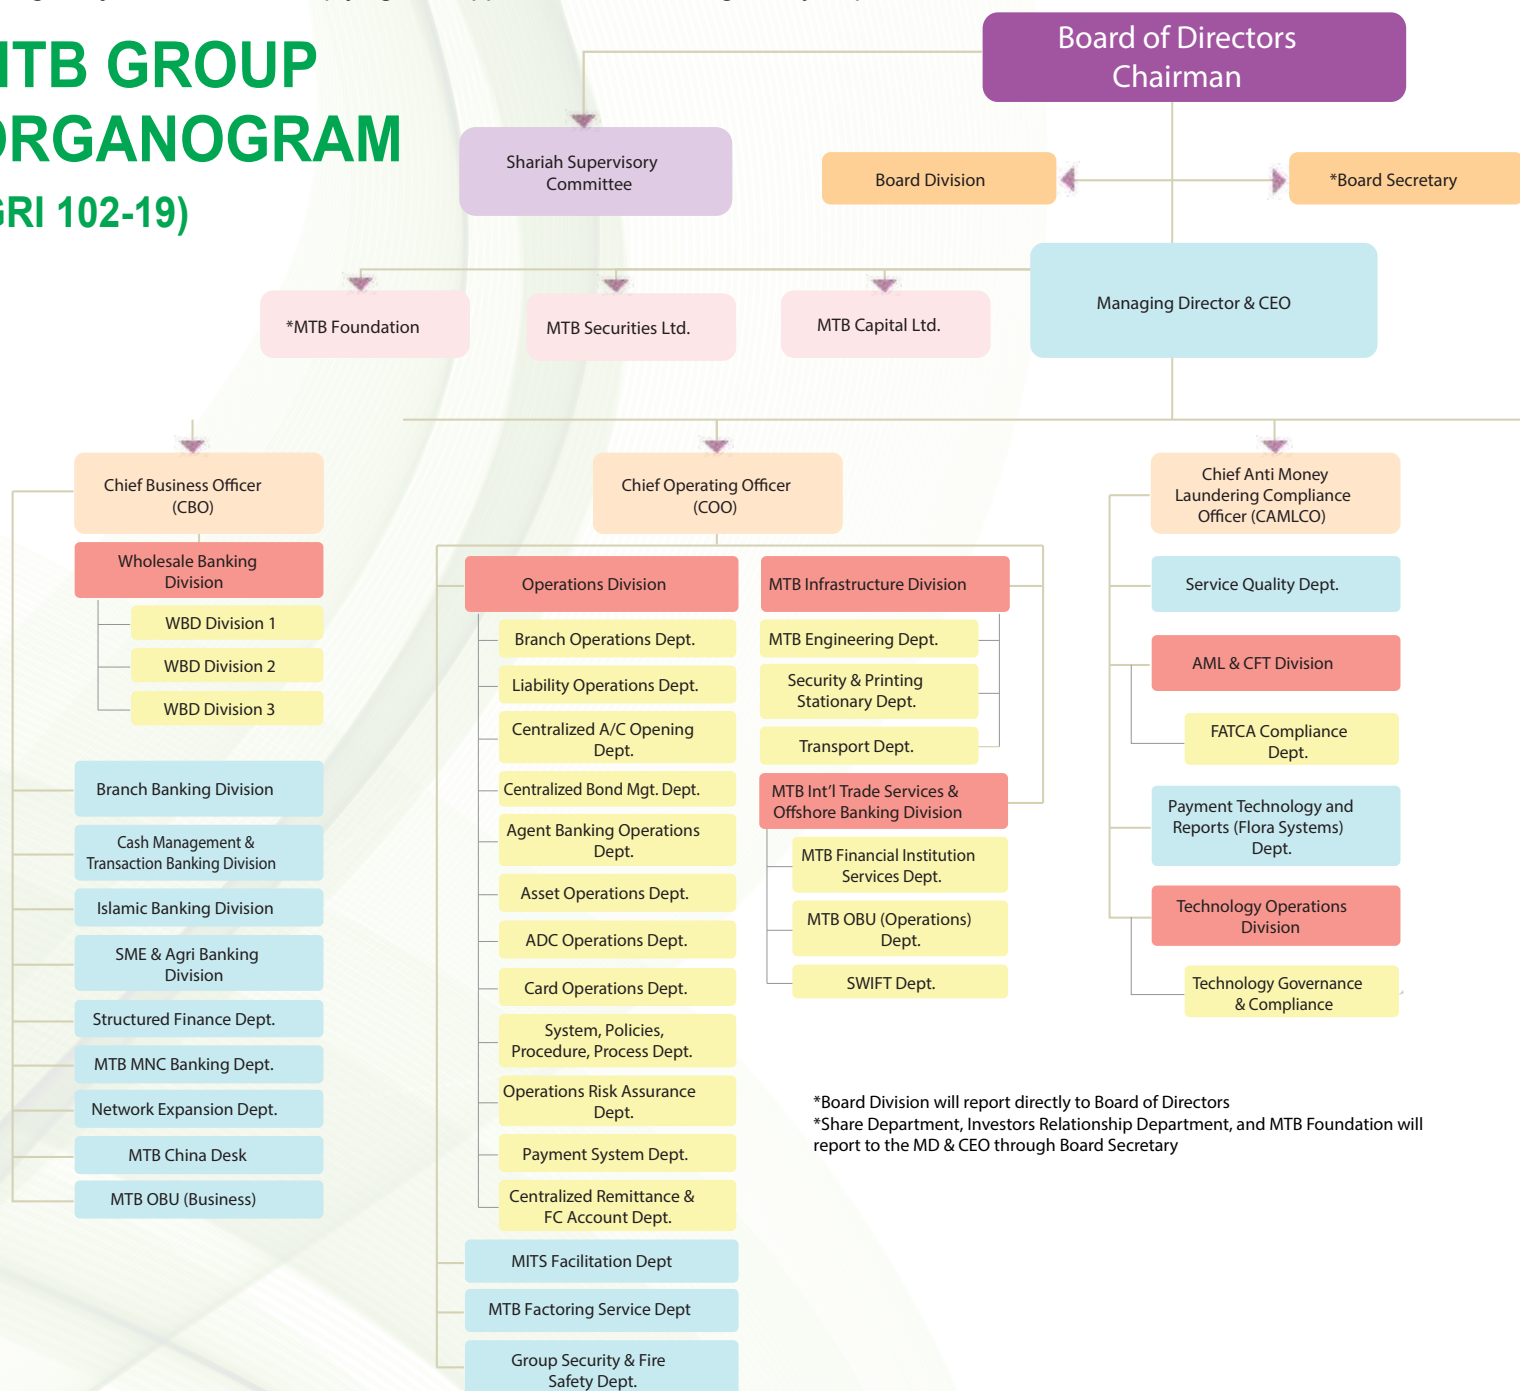 Board of Directors
Chairman
ITB GROUP
ORGANOGRAM
GRI 102-19)
Shariah Supervisory
Committee
Board Division
*Board Secretary
Managing Director & CEO
*MTB Foundation
MTB Securities Ltd.
MTB Capital Ltd.
Chief Business Officer
(CBO)
Wholesale Banking
Division
WBD Division 1
WBD Division 2
WBD Division 3
Branch Banking Division
Cash Management &
Transaction Banking Division
Islamic Banking Division
SME & Agri Banking
Division
Structured Finance Dept.
MTB MNC Banking Dept.
Network Expansion Dept.
MTB China Desk
MTB OBU (Business)
Chief Operating Officer
(COO)
Operations Division
Branch Operations Dept.
Liability Operations Dept.
Centralized A/C Opening
Dept.
Centralized Bond Mgt. Dept.
Agent Banking Operations
Dept.
Asset Operations Dept.
ADC Operations Dept.
Card Operations Dept.
System, Policies,
Procedure, Process Dept.
Operations Risk Assurance
Dept.
Payment System Dept.
Centralized Remittance &
FC Account Dept.
MITS Facilitation Dept
MTB Factoring Service Dept
Group Security & Fire
Safety Dept.
MTB Infrastructure Division
MTB Engineering Dept.
Security & Printing
Stationary Dept.
Transport Dept.
MTB Int’l Trade Services &
Offshore Banking Division
MTB Financial Institution
Services Dept.
MTB OBU (Operations)
Dept.
SWIFT Dept.
Chief Anti Money
Laundering Compliance
Officer (CAMLCO)
Service Quality Dept.
AML & CFT Division
FATCA Compliance
Dept.
Payment Technology and
Reports (Flora Systems)
Dept.
Technology Operations
Division
Technology Governance
& Compliance
*Board Division will report directly to Board of Directors
*Share Department, Investors Relationship Department, and MTB Foundation will
report to the MD & CEO through Board Secretary